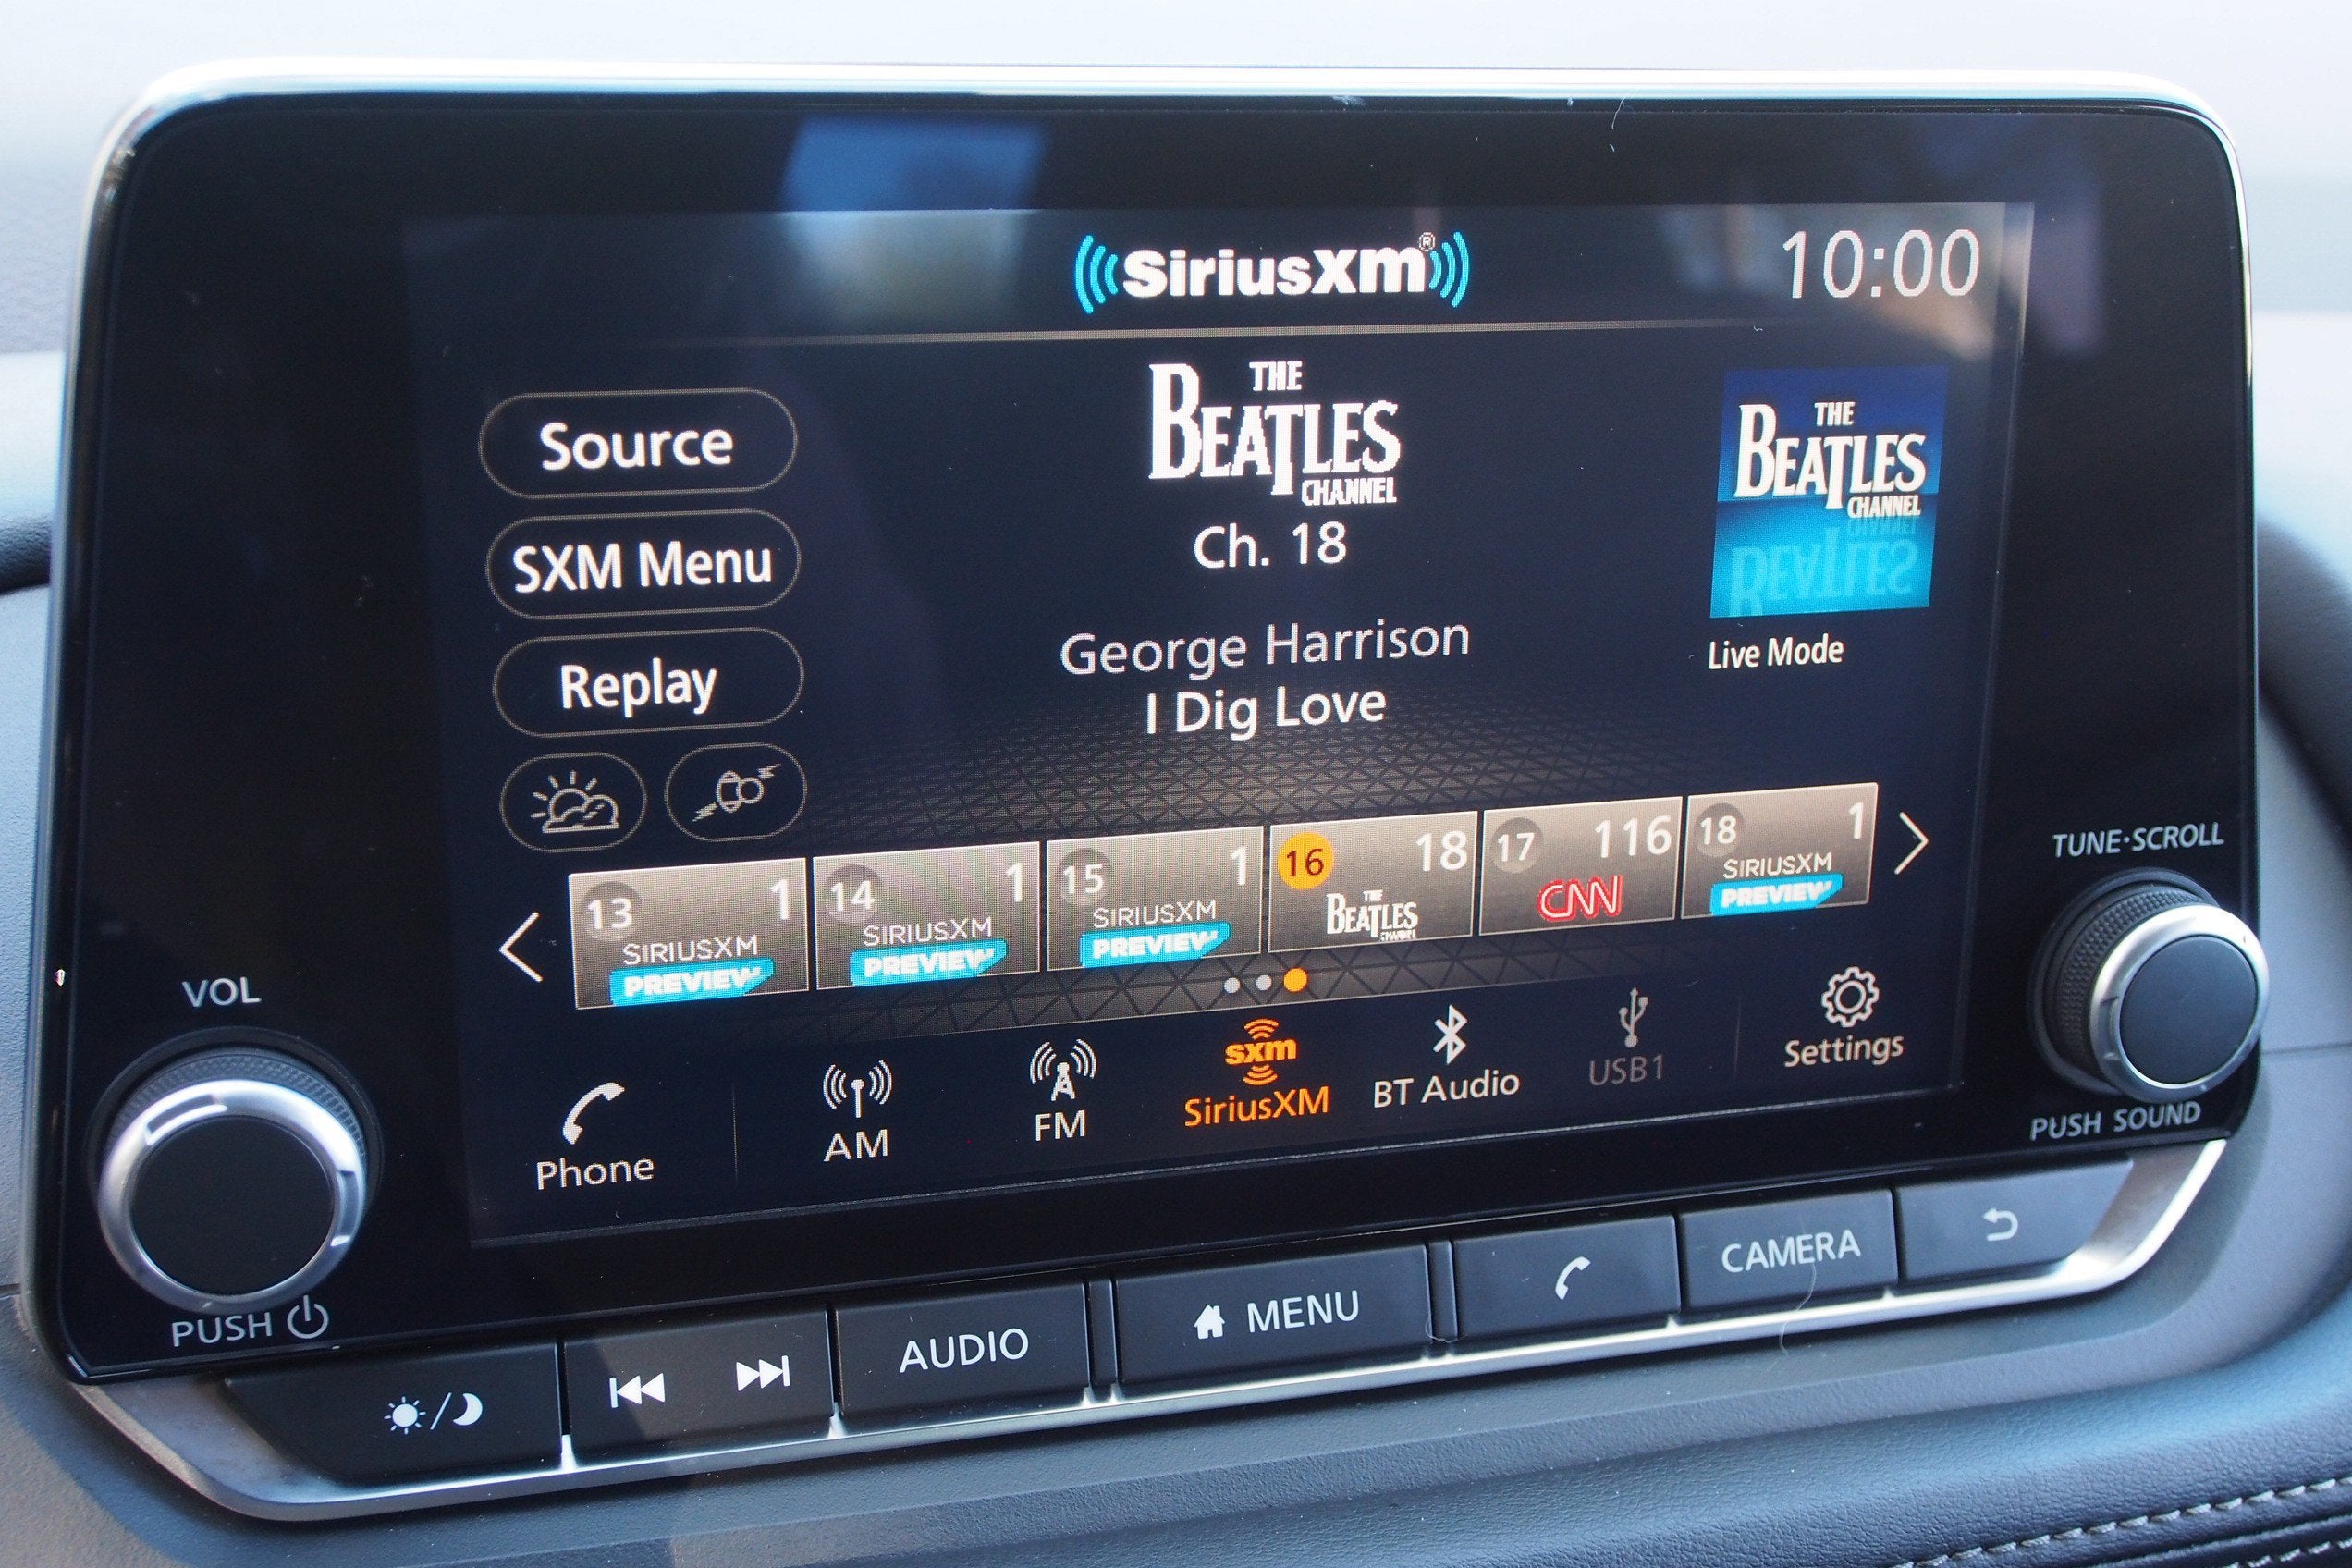 SiriusXM®
10:00
Source
SXM Menu
Replay
THE
BEATLES
CHANNEL
Ch. 18
George Harrison
I Dig Love
THE
BEATLES
CHANNEL
BEATLES
Live Mode
13 1
SIRIUSXM
PREVIEW
14 1
SIRIUSXM
PREVIEW
15 1
SIRIUSXM
PREVIEW
16 18
THE
BEATLES
CHANNEL
17 116
CNN
18 1
SIRIUSXM
PREVIEW
Phone
AM
FM
sxm
SiriusXM
BT Audio
USB1
Settings
VOL
PUSH
TUNE·SCROLL
PUSH SOUND
AUDIO
MENU
CAMERA